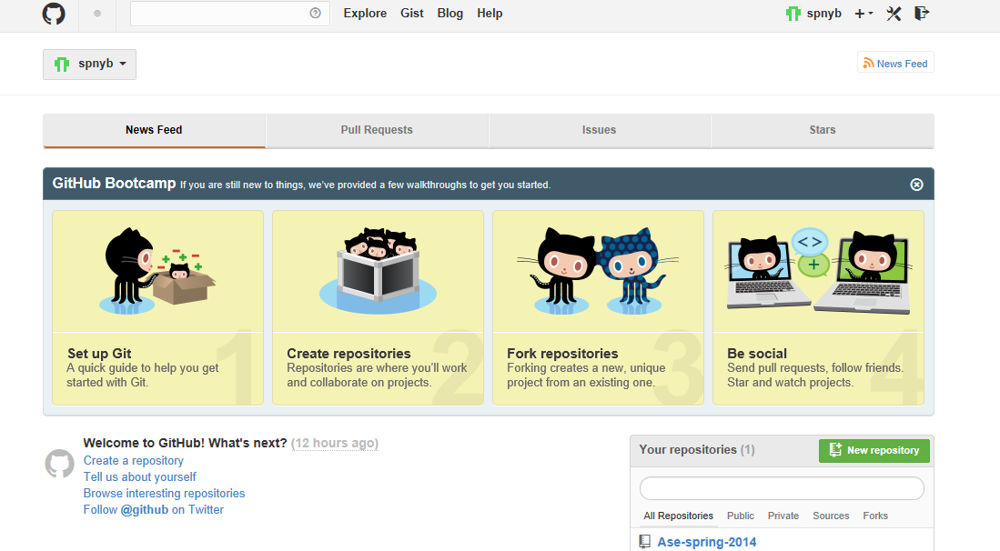 Explore Gist Blog Help spnyb
spnyb
News Feed
News Feed Pull Requests Issues Stars
GitHub Bootcamp If you are still new to things, we've provided a few walkthroughs to get you started.
1
Set up Git
A quick guide to help you get
started with Git.
2
Create repositories
Repositories are where you'll work
and collaborate on projects.
3
Fork repositories
Forking creates a new, unique
project from an existing one.
4
Be social
Send pull requests, follow friends.
Star and watch projects.
Welcome to GitHub! What's next? (12 hours ago)
Create a repository
Tell us about yourself
Browse interesting repositories
Follow @github on Twitter
Your repositories (1) New repository
All Repositories Public Private Sources Forks
Ase-spring-2014